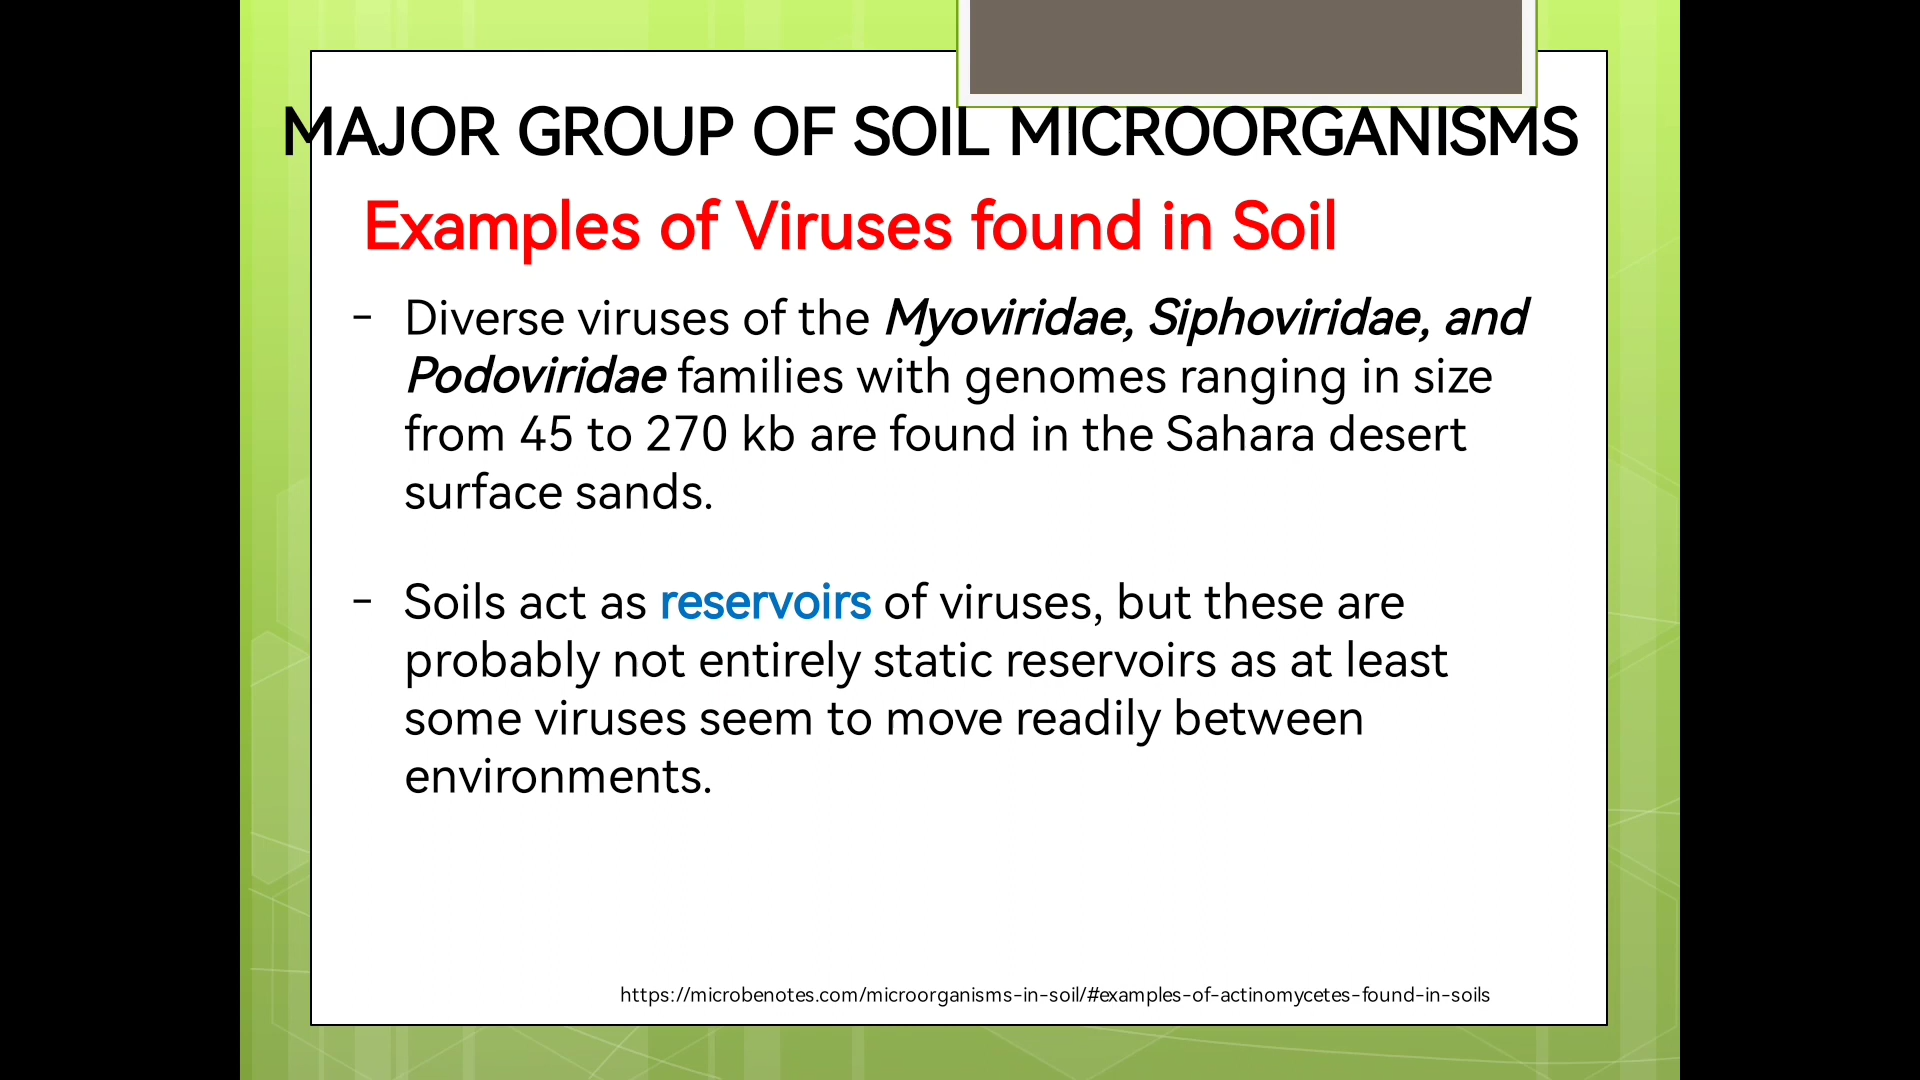 MAJOR GROUP OF SOIL MICROORGANISMS
Examples of Viruses found in Soil
- Diverse viruses of the Myoviridae, Siphoviridae, and
Podoviridae families with genomes ranging in size
from 45 to 270 kb are found in the Sahara desert
surface sands.
- Soils act as reservoirs of viruses, but these are
probably not entirely static reservoirs as at least
some viruses seem to move readily between
environments.
https://microbenotes.com/microorganisms-in-soil/#examples-of-actinomycetes-found-in-soils